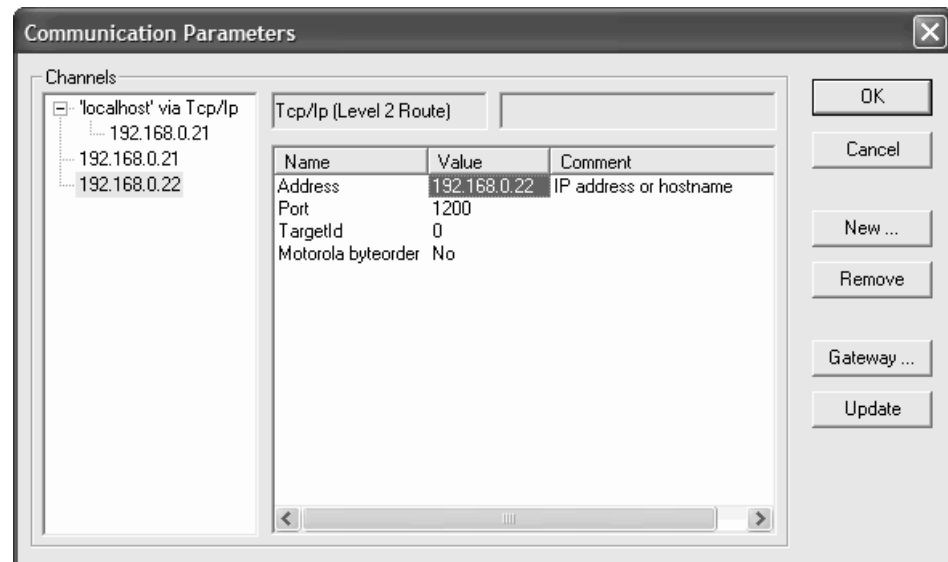 Communication Parameters
Channels
'localhost' via Tcp/Ip
192.168.0.21
192.168.0.21
192.168.0.22
Tcp/Ip (Level 2 Route)
Name Value Comment
Address 192.168.0.22 IP address or hostname
Port 1200
TargetId 0
Motorola byteorder No
OK
Cancel
New ...
Remove
Gateway ...
Update